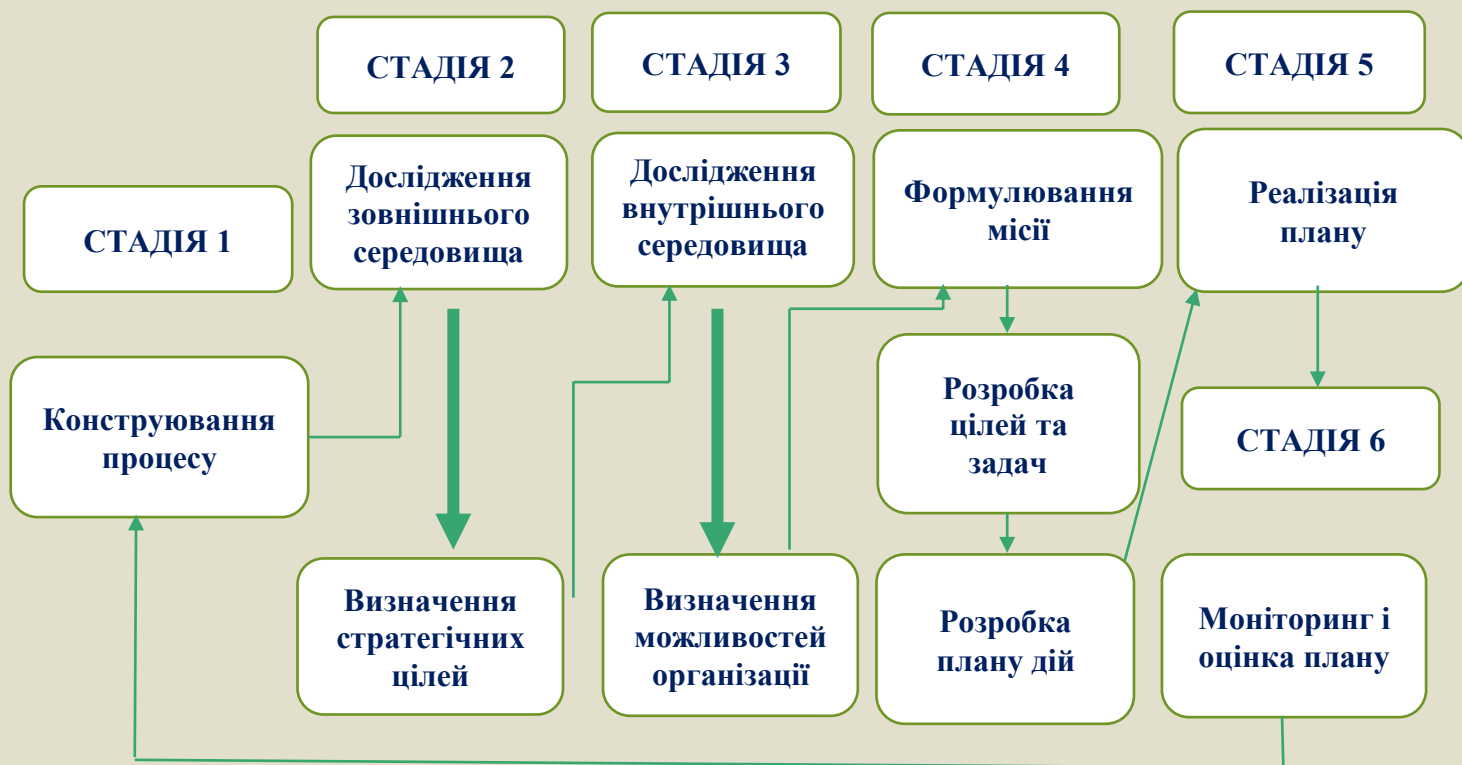 СТАДІЯ 1
Конструювання
процесу
СТАДІЯ 2
Дослідження
зовнішнього
середовища
Визначення
стратегічних
цілей
СТАДІЯ 3
Дослідження
внутрішнього
середовища
Визначення
можливостей
організації
СТАДІЯ 4
Формулювання
місії
Розробка
цілей та
задач
Розробка
плану дій
СТАДІЯ 5
Реалізація
плану
СТАДІЯ 6
Моніторинг і
оцінка плану